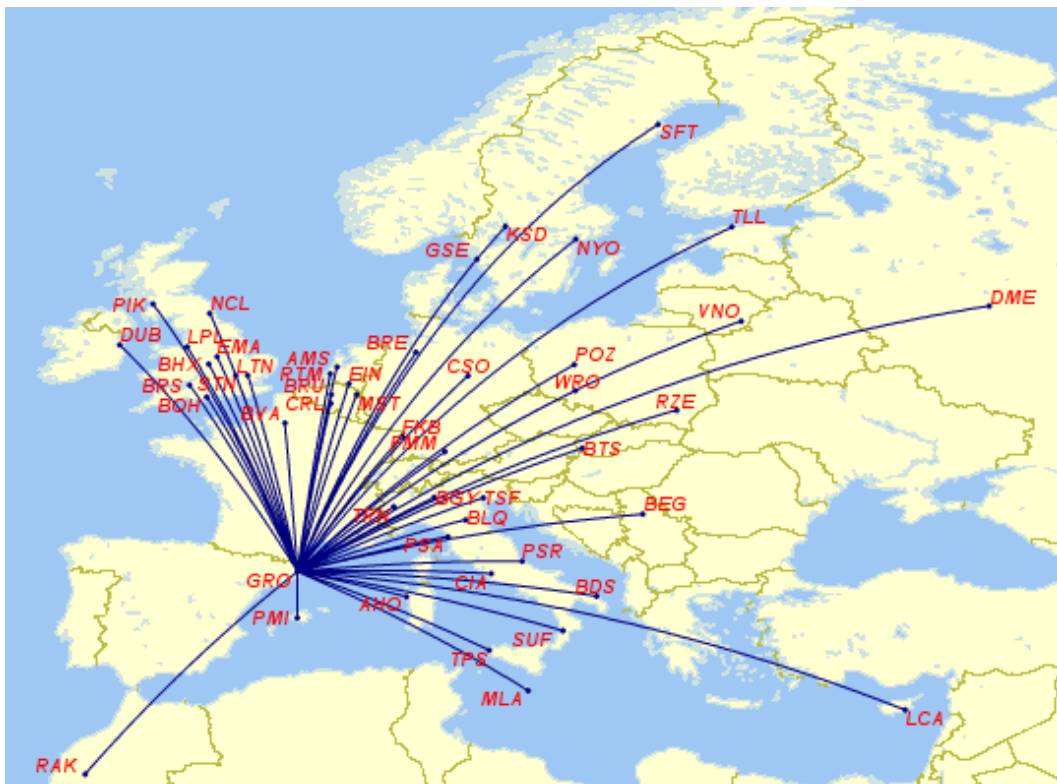 SFT
TLL
KSD
GSE
NYO
DME
PIK
NCL
VNO
DUB
LPL
EMA
BRE
BHX
LTN
AMS
CSO
POZ
STN
RTM
EIN
WRO
BRS
BRU
BOH
CRL
MST
RZE
BVA
FKB
FMM
BTS
BGY
TSF
TRN
BLQ
BEG
PSA
PSR
GRO
CIA
BDS
AHO
PMI
SUF
TPS
MLA
LCA
RAK